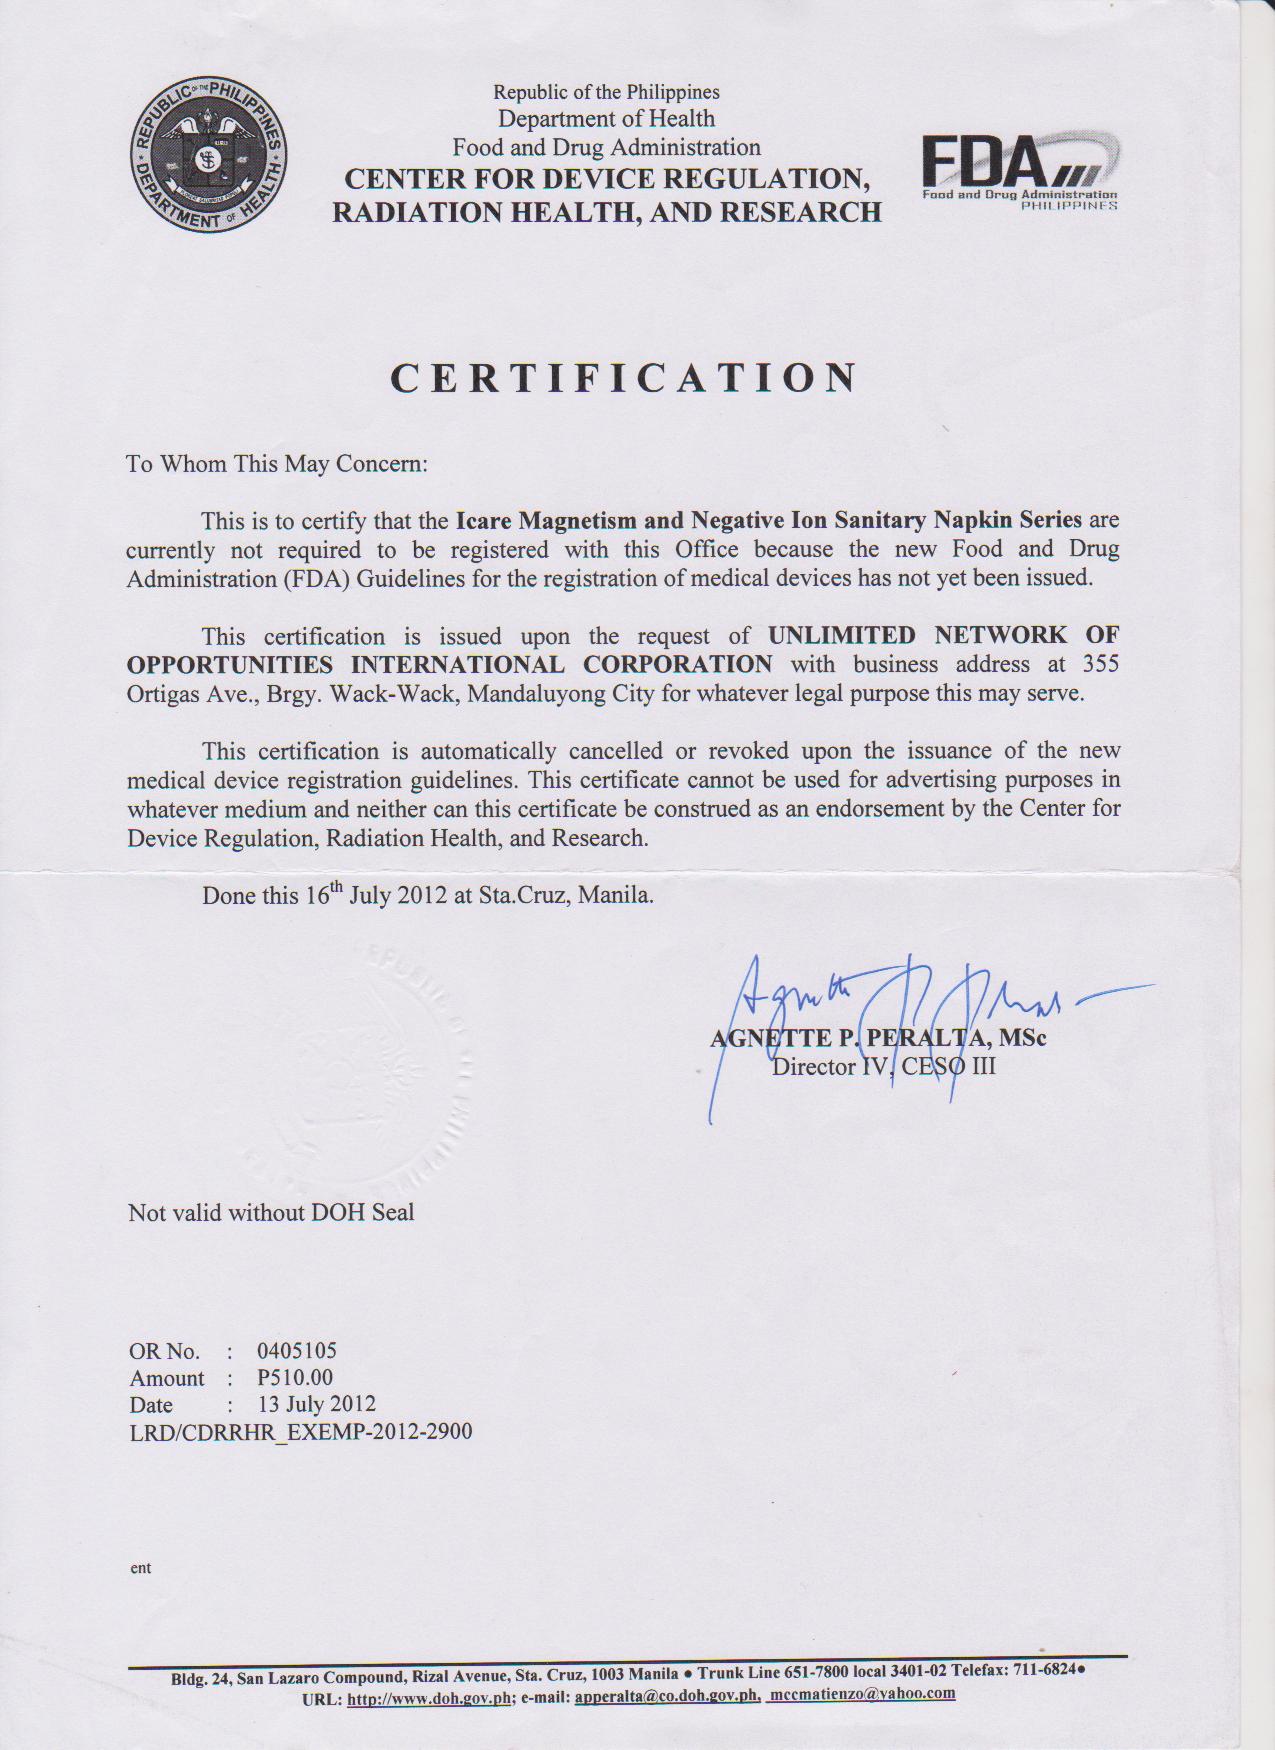 REPUBLIC OF THE PHILIPPINES
DEPARTMENT OF HEALTH
Republic of the Philippines
Department of Health
Food and Drug Administration
CENTER FOR DEVICE REGULATION,
RADIATION HEALTH, AND RESEARCH
FDA
Food and Drug Administration
PHILIPPINES
CERTIFICATION
To Whom This May Concern:
This is to certify that the Icare Magnetism and Negative Ion Sanitary Napkin Series are
currently not required to be registered with this Office because the new Food and Drug
Administration (FDA) Guidelines for the registration of medical devices has not yet been issued.
This certification is issued upon the request of UNLIMITED NETWORK OF
OPPORTUNITIES INTERNATIONAL CORPORATION with business address at 355
Ortigas Ave., Brgy. Wack-Wack, Mandaluyong City for whatever legal purpose this may serve.
This certification is automatically cancelled or revoked upon the issuance of the new
medical device registration guidelines. This certificate cannot be used for advertising purposes in
whatever medium and neither can this certificate be construed as an endorsement by the Center for
Device Regulation, Radiation Health, and Research.
Done this 16th July 2012 at Sta.Cruz, Manila.
AGNETTE P. PERALTA, MSc
Director IV, CESO III
Not valid without DOH Seal
OR No. : 0405105
Amount : P510.00
Date : 13 July 2012
LRD/CDRRHR_EXEMP-2012-2900
ent
Bldg. 24, San Lazaro Compound, Rizal Avenue, Sta. Cruz, 1003 Manila ● Trunk Line 651-7800 local 3401-02 Telefax: 711-6824●
URL: http://www.doh.gov.ph; e-mail: apperalta@co.doh.gov.ph, mccmatienzo@yahoo.com